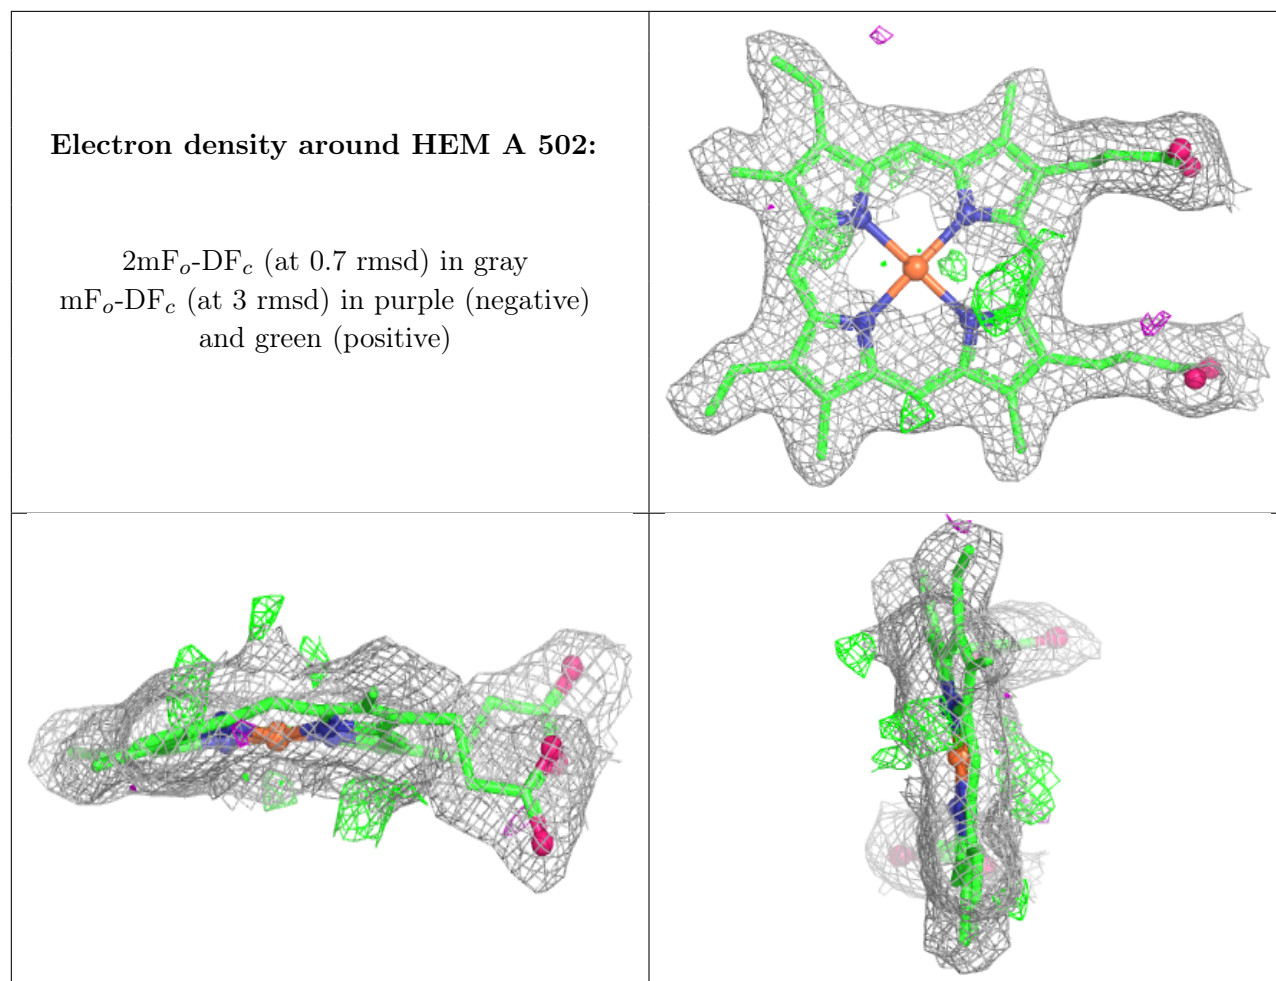 Electron density around HEM A 502:
2mFo-DFc (at 0.7 rmsd) in gray
mFo-DFc (at 3 rmsd) in purple (negative)
and green (positive)